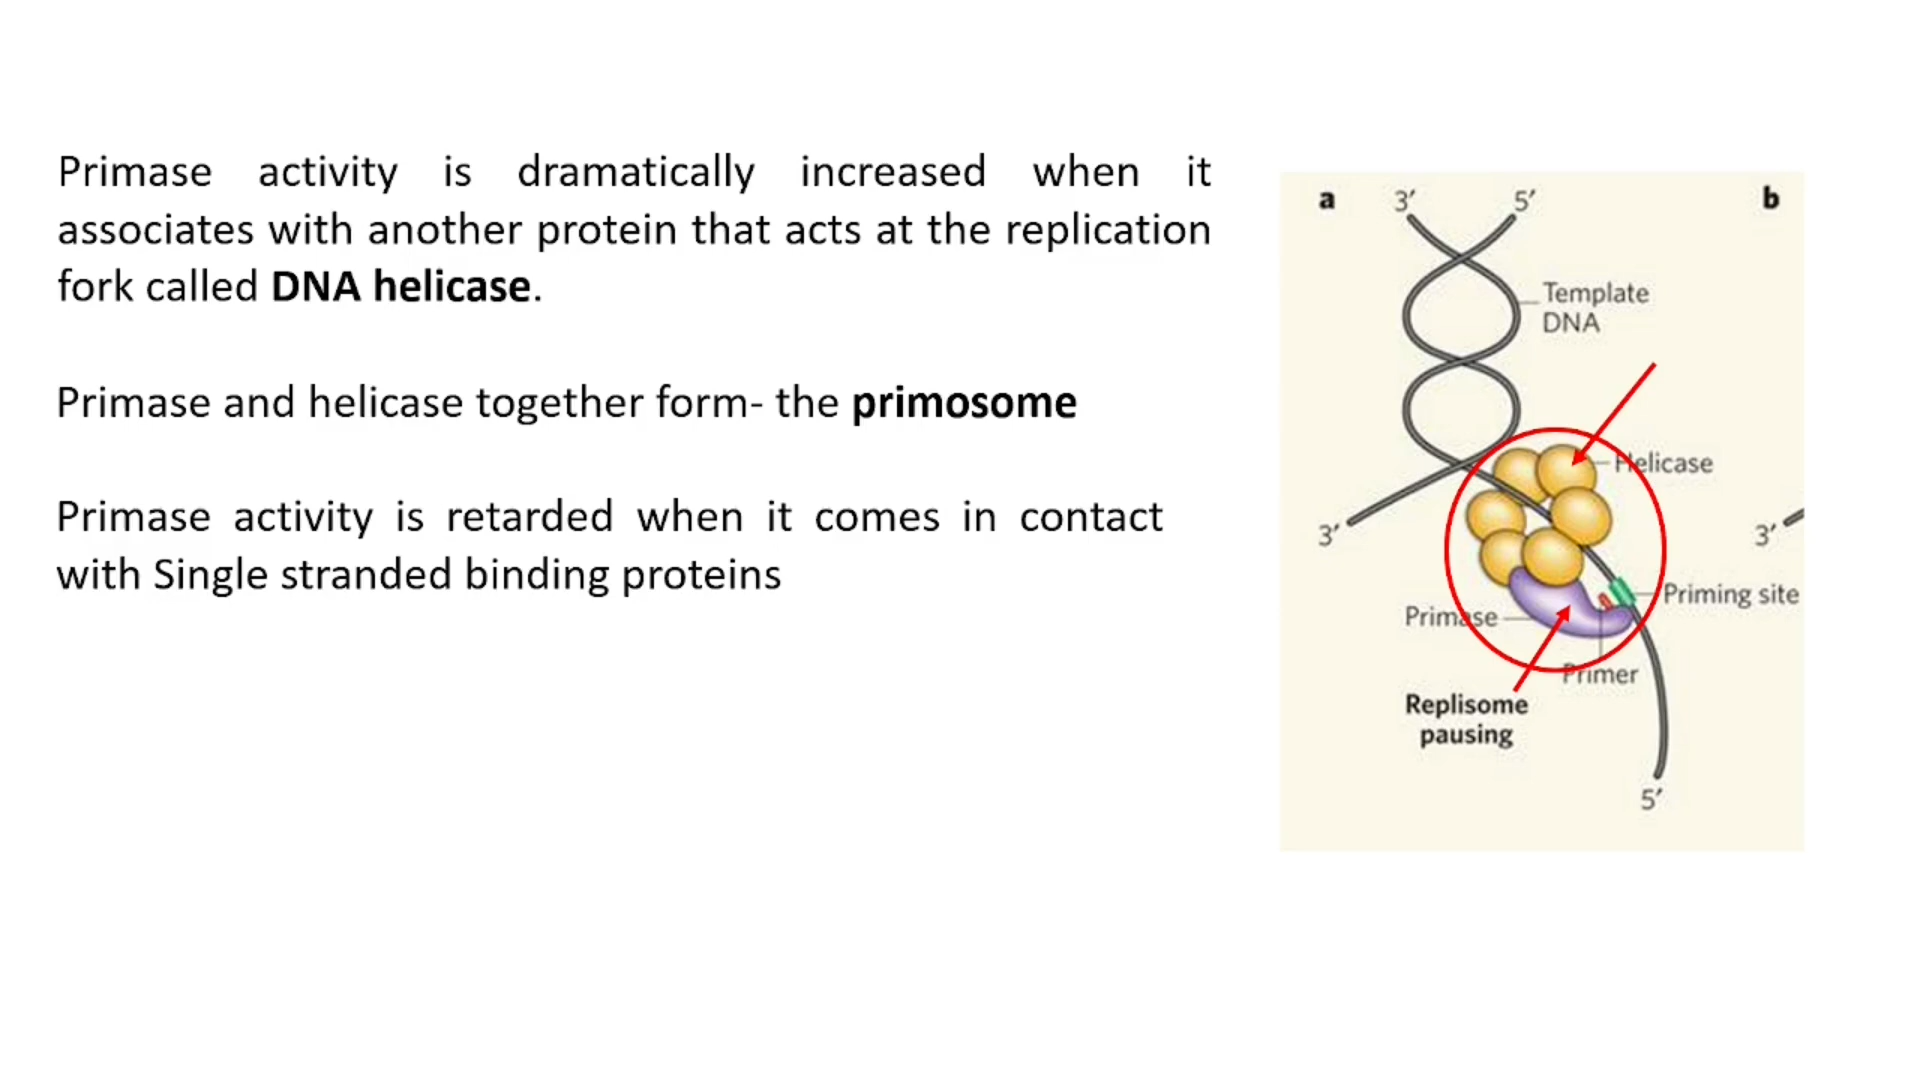 Primase activity is dramatically increased when it
associates with another protein that acts at the replication
fork called DNA helicase.
Primase and helicase together form- the primosome
Primase activity is retarded when it comes in contact
with Single stranded binding proteins
a
3′
5′
b
Template
DNA
Helicase
3′
3′
Priming site
Primase
Primer
Replisome
pausing
5′